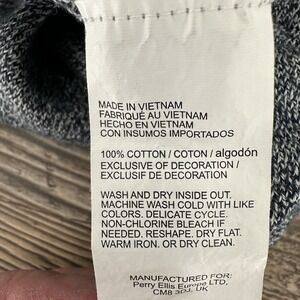 MADE IN VIETNAM
FABRIQUÉ AU VIETNAM
HECHO EN VIETNAM
CON INSUMOS IMPORTADOS
100% COTTON / COTON / algodón
EXCLUSIVE OF DECORATION /
EXCLUSIF DE DECORATION
WASH AND DRY INSIDE OUT.
MACHINE WASH COLD WITH LIKE
COLORS. DELICATE CYCLE.
NON-CHLORINE BLEACH IF
NEEDED. RESHAPE. DRY FLAT.
WARM IRON. OR DRY CLEAN.
MANUFACTURED FOR:
Perry Ellis Europe LTD,
CM8 3DJ, UK